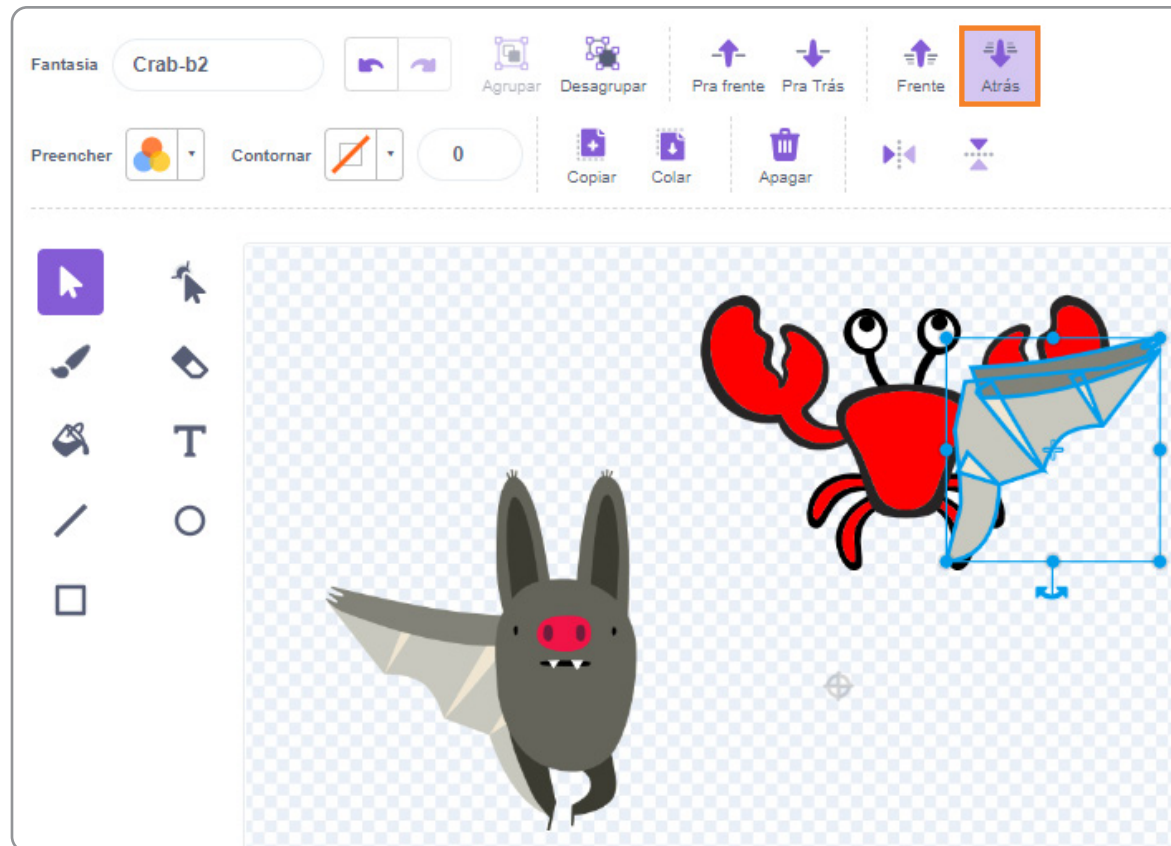 Fantasia Crab-b2
Agrupar Desagrupar Pra frente Pra Trás Frente Atrás
Preencher Contornar 0
Copiar Colar Apagar
T